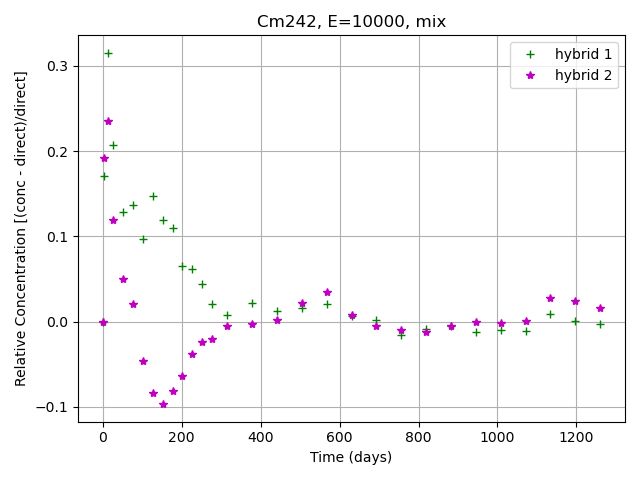 Cm242, E=10000, mix
hybrid 1
hybrid 2
Relative Concentration [(conc - direct)/direct]
0.3
0.2
0.1
0.0
−0.1
0 200 400 600 800 1000 1200
Time (days)